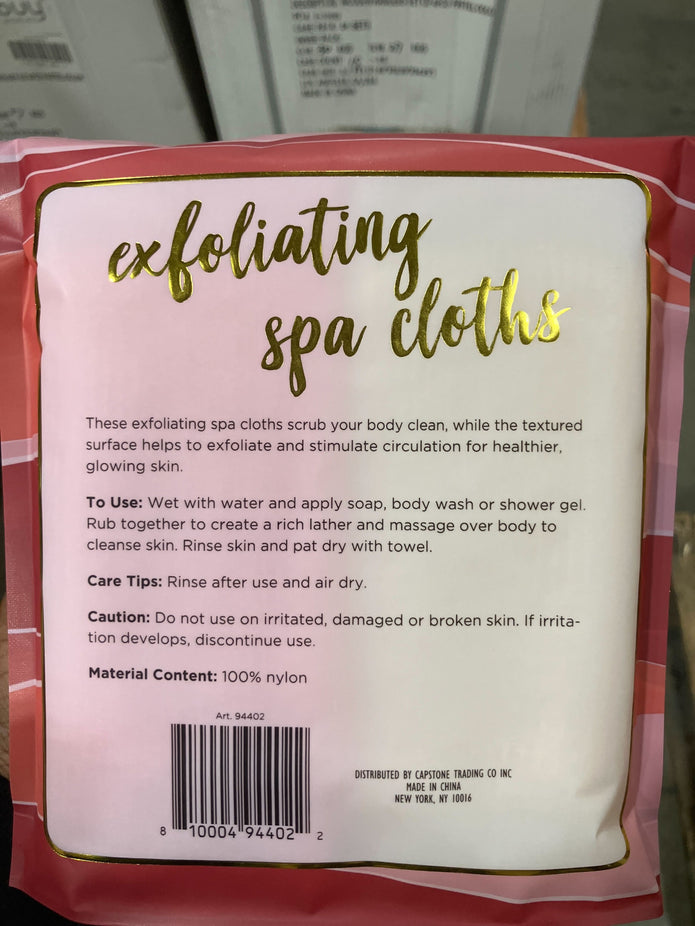 exfoliating
spa cloths
These exfoliating spa cloths scrub your body clean, while the textured
surface helps to exfoliate and stimulate circulation for healthier,
glowing skin.
To Use: Wet with water and apply soap, body wash or shower gel.
Rub together to create a rich lather and massage over body to
cleanse skin. Rinse skin and pat dry with towel.
Care Tips: Rinse after use and air dry.
Caution: Do not use on irritated, damaged or broken skin. If irrita-
tion develops, discontinue use.
Material Content: 100% nylon
Art. 94402
8 10004 94402 2
DISTRIBUTED BY CAPSTONE TRADING CO INC
MADE IN CHINA
NEW YORK, NY 10016